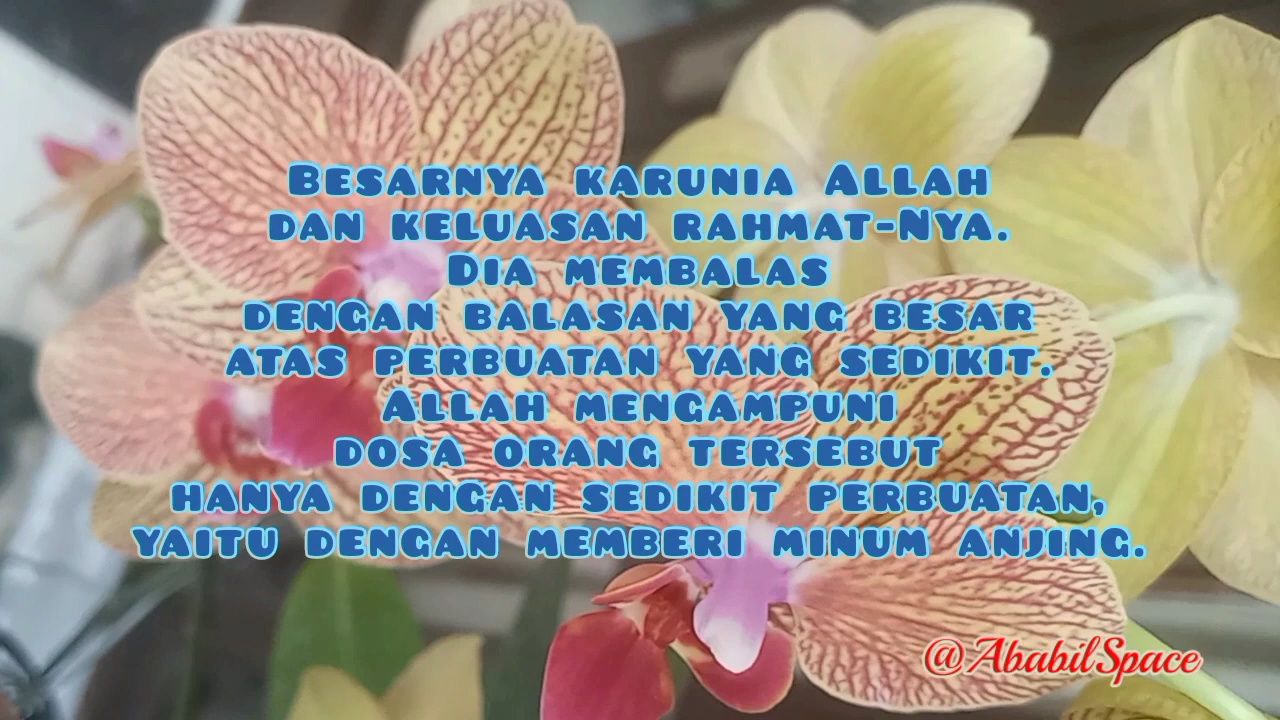 Besarnya karunia Allah
dan keluasan rahmat-Nya.
Dia membalas
dengan balasan yang besar
atas perbuatan yang sedikit.
Allah mengampuni
dosa orang tersebut
hanya dengan sedikit perbuatan,
yaitu dengan memberi minum anjing.
@AbabilSpace